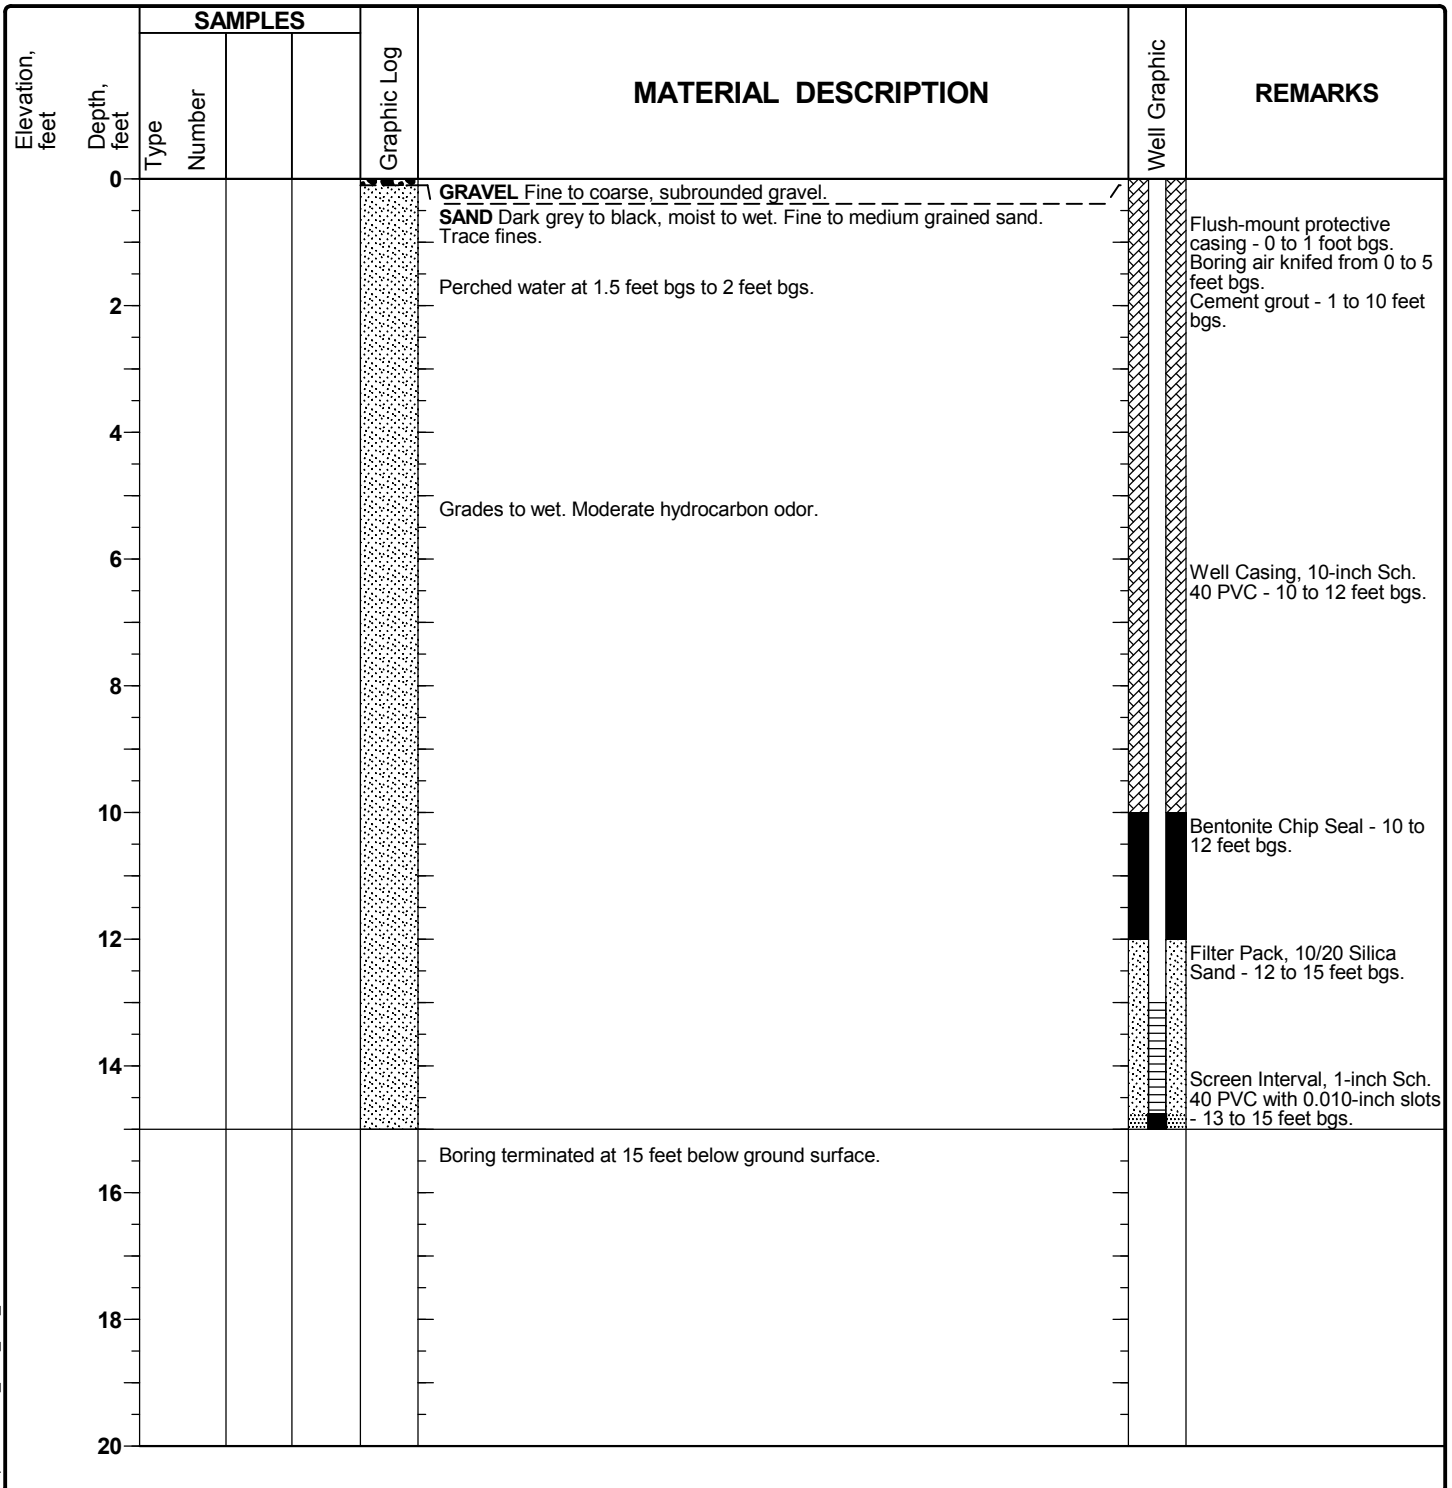 SAMPLES
Elevation,
feet
Depth,
feet
Type
Number
Graphic Log
MATERIAL DESCRIPTION
Well Graphic
REMARKS
0
GRAVEL Fine to coarse, subrounded gravel.
SAND Dark grey to black, moist to wet. Fine to medium grained sand.
Trace fines.
Flush-mount protective
casing - 0 to 1 foot bgs.
Boring air knifed from 0 to 5
feet bgs.
Cement grout - 1 to 10 feet
bgs.
Perched water at 1.5 feet bgs to 2 feet bgs.
2
4
Grades to wet. Moderate hydrocarbon odor.
6
Well Casing, 10-inch Sch.
40 PVC - 10 to 12 feet bgs.
8
10
Bentonite Chip Seal - 10 to
12 feet bgs.
12
Filter Pack, 10/20 Silica
Sand - 12 to 15 feet bgs.
14
Screen Interval, 1-inch Sch.
40 PVC with 0.010-inch slots
- 13 to 15 feet bgs.
Boring terminated at 15 feet below ground surface.
16
18
20